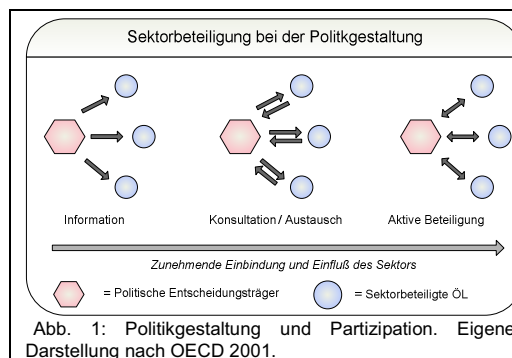 Sektorbeteiligung bei der Politkgestaltung
Information
Konsultation / Austausch
Aktive Beteiligung
Zunehmende Einbindung und Einfluß des Sektors
= Politische Entscheidungsträger
= Sektorbeteiligte ÖL
Abb. 1: Politikgestaltung und Partizipation. Eigene
Darstellung nach OECD 2001.